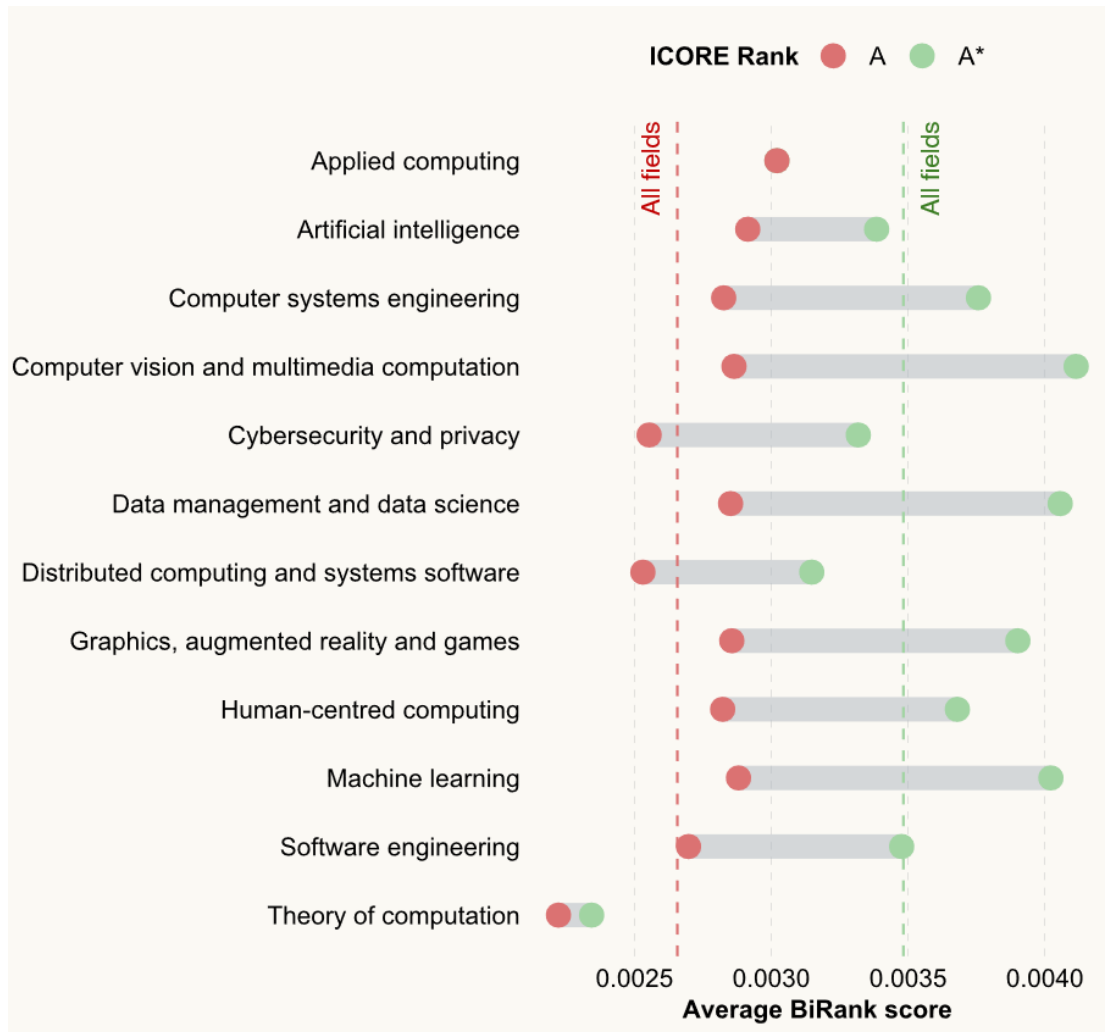 ICORE Rank A A*
All fields
All fields
Applied computing
Artificial intelligence
Computer systems engineering
Computer vision and multimedia computation
Cybersecurity and privacy
Data management and data science
Distributed computing and systems software
Graphics, augmented reality and games
Human-centred computing
Machine learning
Software engineering
Theory of computation
0.0025 0.0030 0.0035 0.0040
Average BiRank score